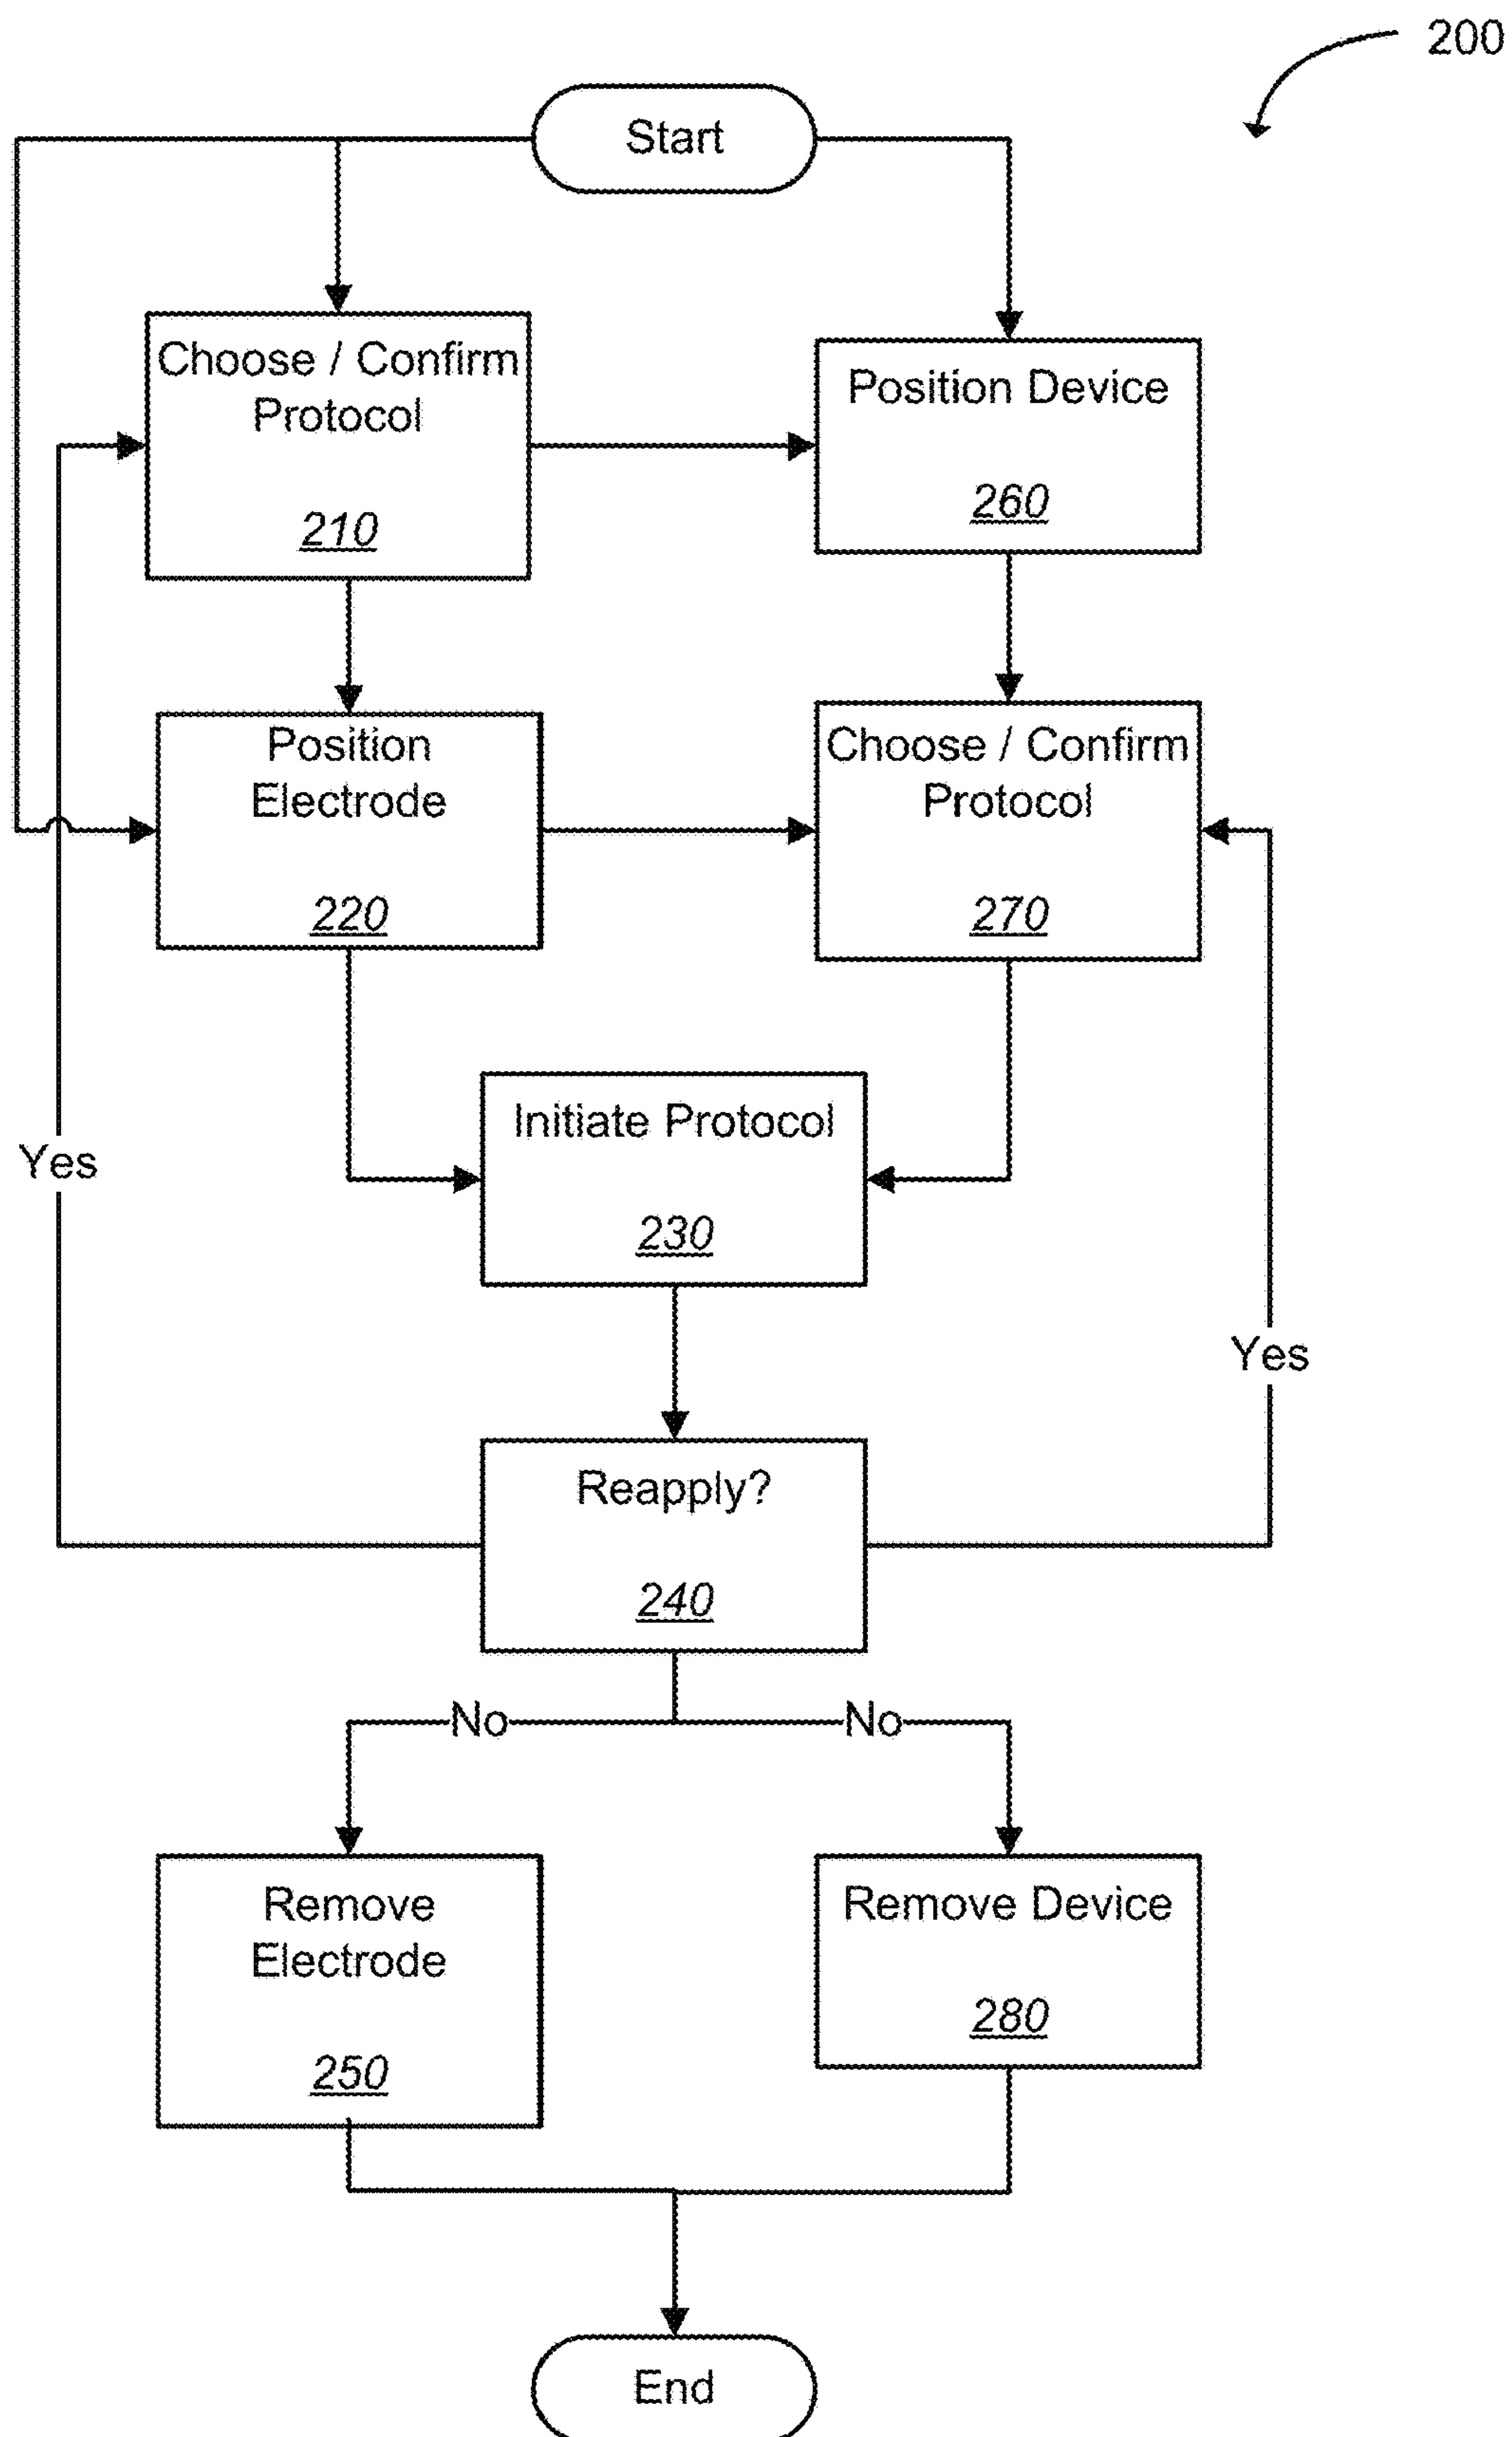 200
Start
Choose / Confirm
Protocol
210
Position Device
260
Position
Electrode
220
Choose / Confirm
Protocol
270
Initiate Protocol
230
Yes
Yes
Reapply?
240
No
No
Remove
Electrode
250
Remove Device
280
End